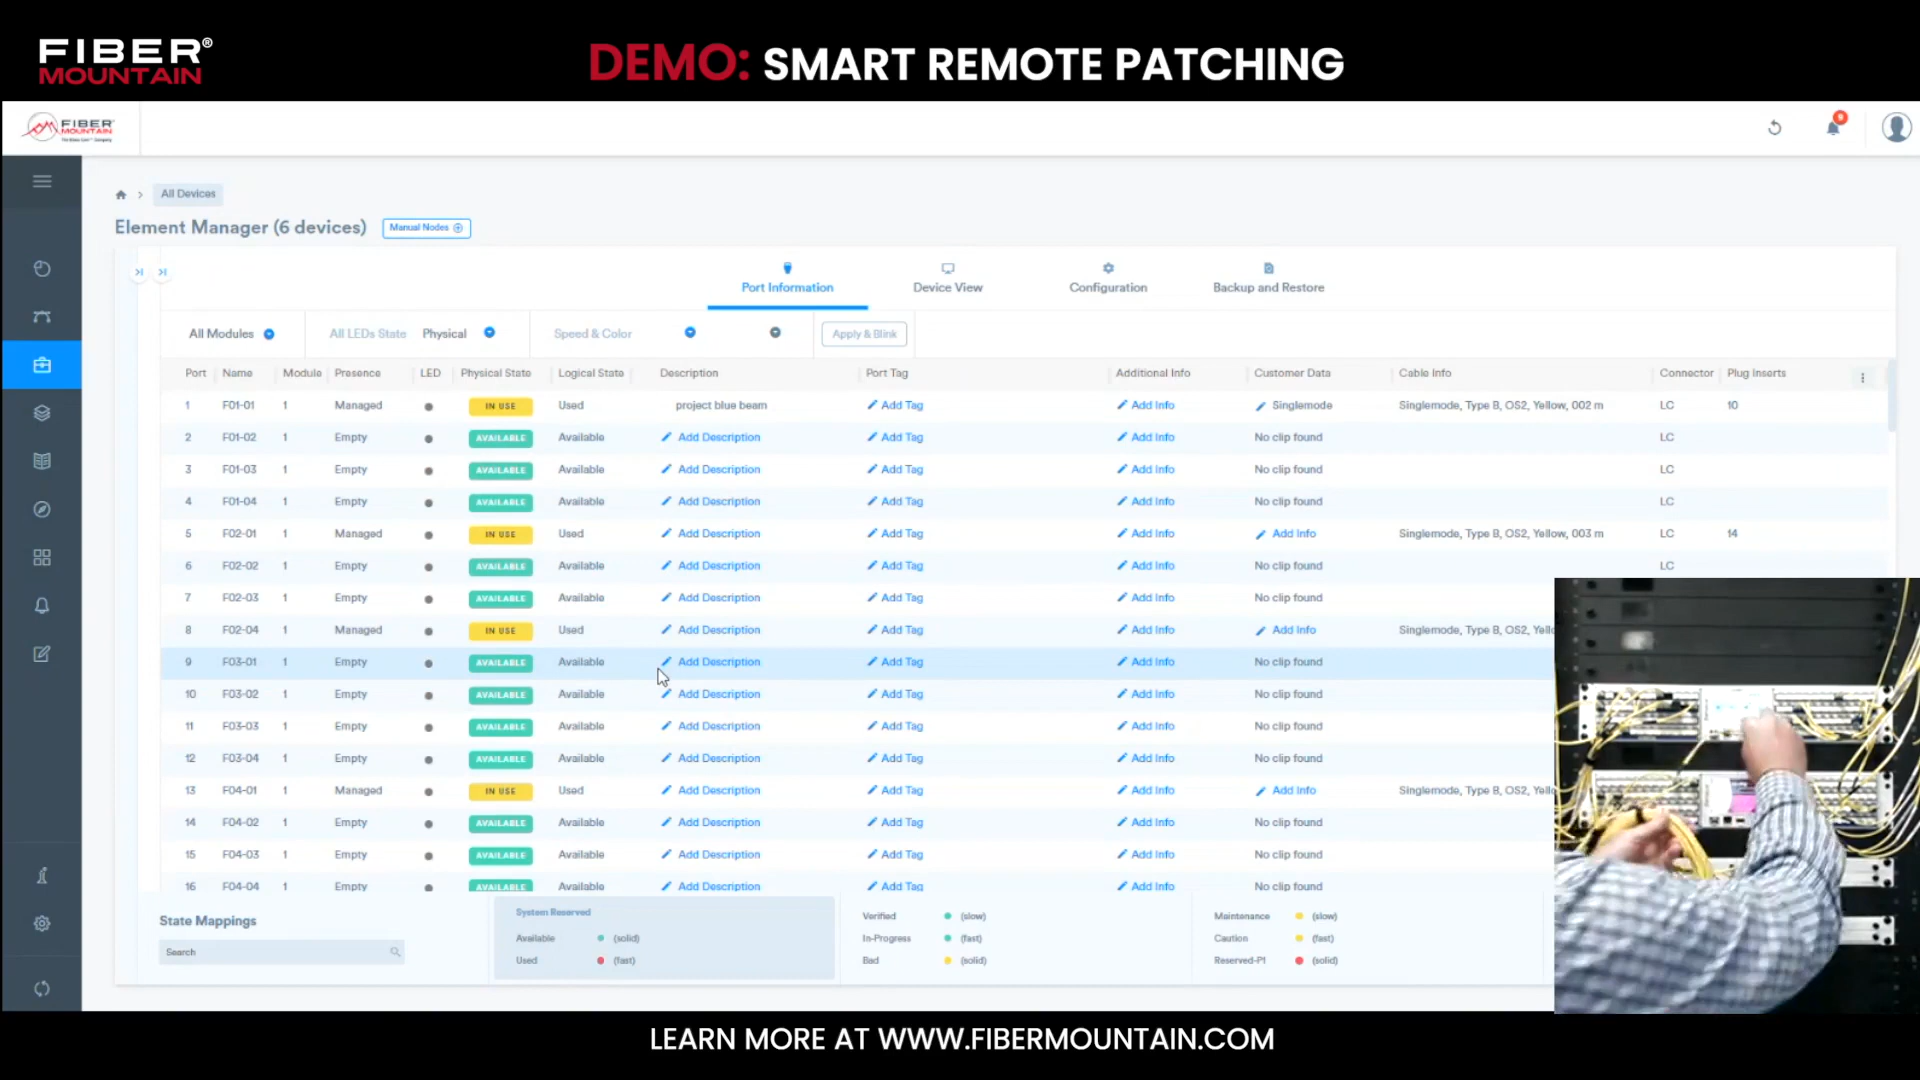 FIBER®
MOUNTAIN
DEMO: SMART REMOTE PATCHING
FIBER
MOUNTAIN
9
All Devices
Element Manager (6 devices)
Manual Nodes
Port Information
Device View
Configuration
Backup and Restore
All Modules
All LEDs State
Physical
Speed & Color
Apply & Blink
Port Name Module Presence LED Physical State Logical State Description Port Tag Additional Info Customer Data Cable Info Connector Plug Inserts
1 F01-01 1 Managed IN USE Used project blue beam Add Tag Add Info Singlemode Singlemode, Type B, OS2, Yellow, 002 m LC 10
2 F01-02 1 Empty AVAILABLE Available Add Description Add Tag Add Info No clip found LC
3 F01-03 1 Empty AVAILABLE Available Add Description Add Tag Add Info No clip found LC
4 F01-04 1 Empty AVAILABLE Available Add Description Add Tag Add Info No clip found LC
5 F02-01 1 Managed IN USE Used Add Description Add Tag Add Info Add Info Singlemode, Type B, OS2, Yellow, 003 m LC 14
6 F02-02 1 Empty AVAILABLE Available Add Description Add Tag Add Info No clip found LC
7 F02-03 1 Empty AVAILABLE Available Add Description Add Tag Add Info No clip found
8 F02-04 1 Managed IN USE Used Add Description Add Tag Add Info Add Info Singlemode, Type B, OS2, Yello
9 F03-01 1 Empty AVAILABLE Available Add Description Add Tag Add Info No clip found
10 F03-02 1 Empty AVAILABLE Available Add Description Add Tag Add Info No clip found
11 F03-03 1 Empty AVAILABLE Available Add Description Add Tag Add Info No clip found
12 F03-04 1 Empty AVAILABLE Available Add Description Add Tag Add Info No clip found
13 F04-01 1 Managed IN USE Used Add Description Add Tag Add Info Add Info Singlemode, Type B, OS2, Yello
14 F04-02 1 Empty AVAILABLE Available Add Description Add Tag Add Info No clip found
15 F04-03 1 Empty AVAILABLE Available Add Description Add Tag Add Info No clip found
16 F04-04 1 Empty AVAILABLE Available Add Description Add Tag Add Info No clip found
State Mappings
Search
System Reserved
Available (solid)
Used (fast)
Verified (slow)
In-Progress (fast)
Bad (solid)
Maintenance (slow)
Caution (fast)
Reserved-P1 (solid)
LEARN MORE AT WWW.FIBERMOUNTAIN.COM